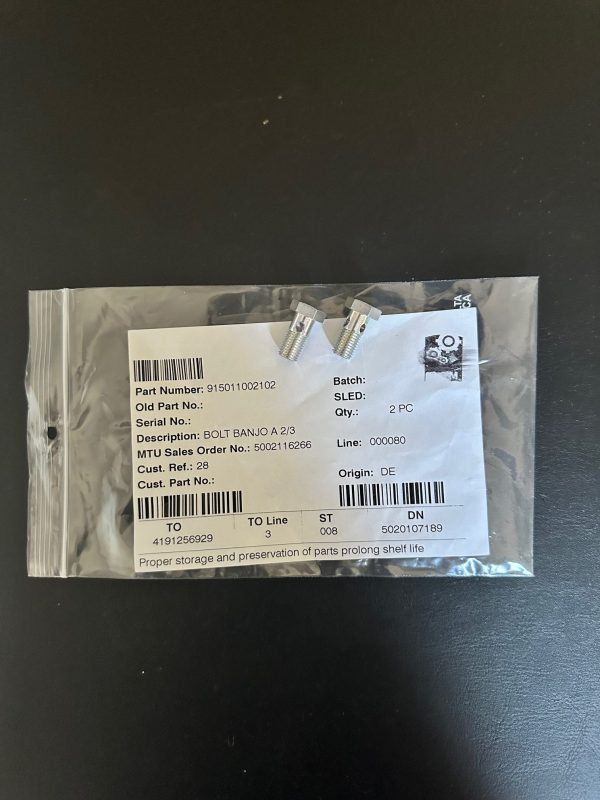 Part Number: 915011002102
Old Part No.:
Serial No.:
Description: BOLT BANJO A 2/3
MTU Sales Order No.: 5002116266
Cust. Ref.: 28
Cust. Part No.:
Batch:
SLED:
Qty.: 2 PC
Line: 000080
Origin: DE
TO TO Line ST DN
4191256929 3 008 5020107189
Proper storage and preservation of parts prolong shelf life